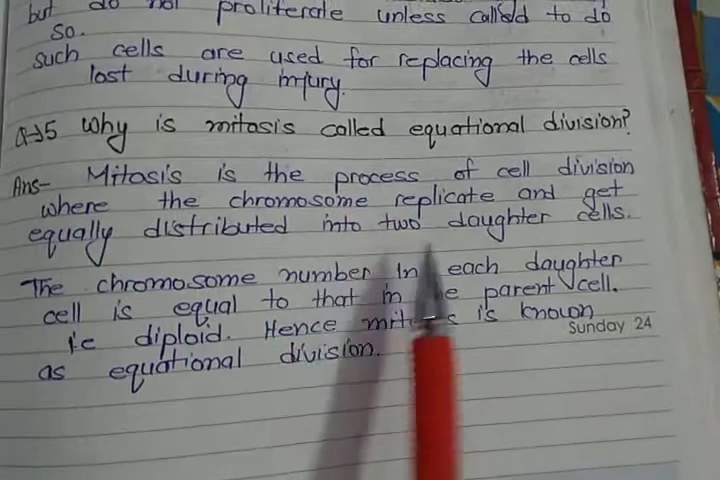 but do not proliferate unless called to do
so.
such cells are used for replacing the cells
lost during injury.
Q→5 Why is mitosis called equational division?
Ans- Mitosis is the process of cell division
where the chromosome replicate and get
equally distributed into two daughter cells.
The chromosome number In each daughter
cell is equal to that in parent cell.
i.e diploid. Hence is known
Sunday 24
as equational division.